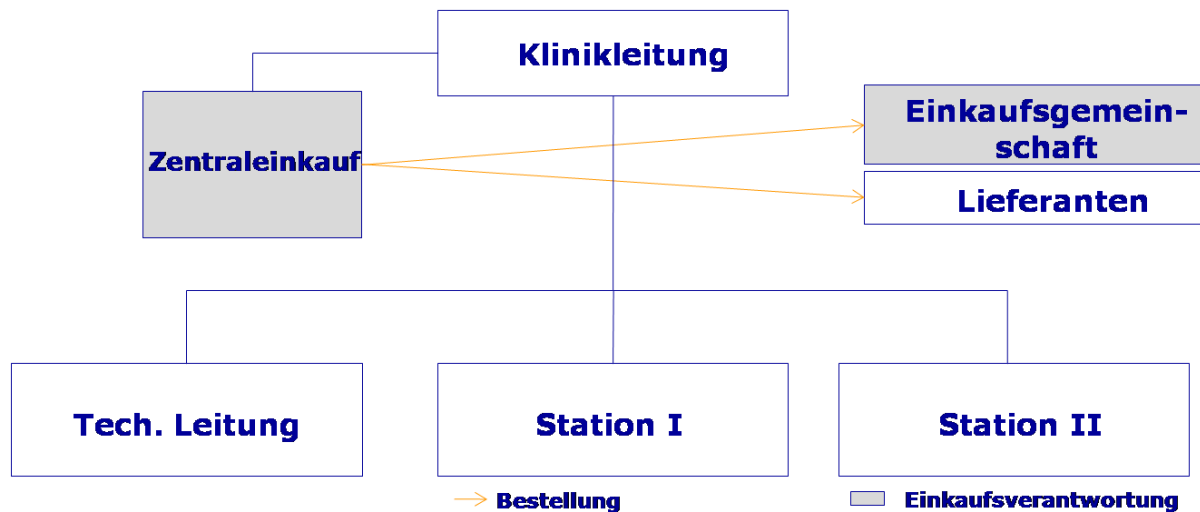 Klinikleitung
Zentraleinkauf
Einkaufsgemein-
schaft
Lieferanten
Tech. Leitung
Station I
Station II
Bestellung
Einkaufsverantwortung